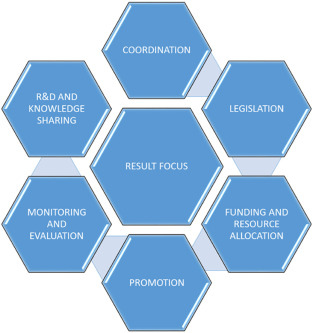 COORDINATION
R&D AND
KNOWLEDGE
SHARING
LEGISLATION
RESULT FOCUS
MONITORING
AND
EVALUATION
FUNDING AND
RESOURCE
ALLOCATION
PROMOTION